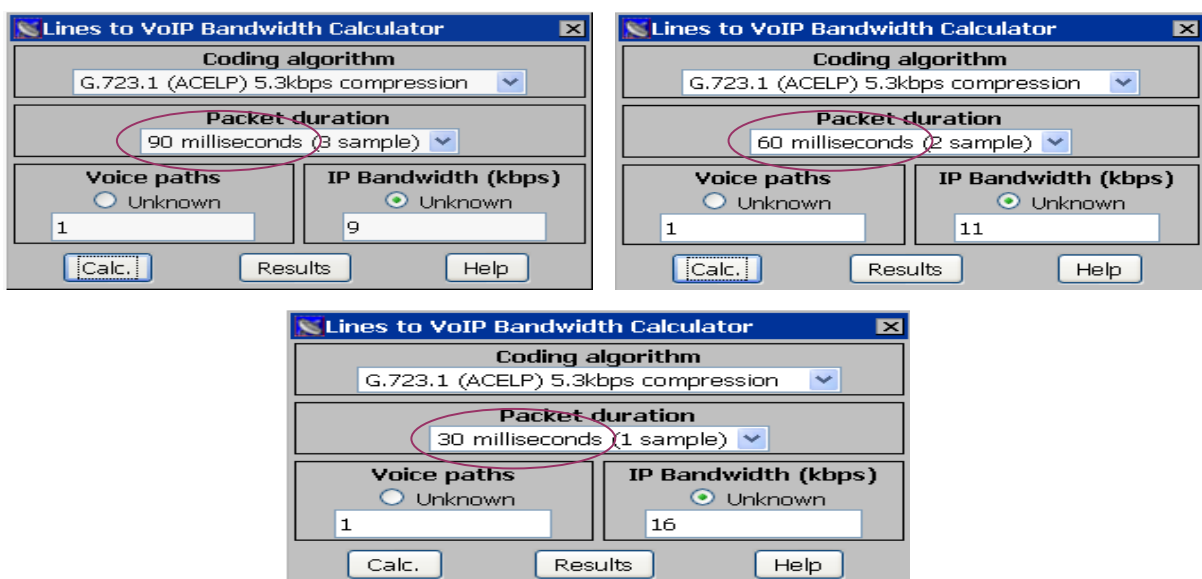 Lines to VoIP Bandwidth Calculator
Coding algorithm
G.723.1 (ACELP) 5.3kbps compression
Packet duration
90 milliseconds (3 sample)
Voice paths
Unknown
1
IP Bandwidth (kbps)
Unknown
9
Calc. Results Help
Lines to VoIP Bandwidth Calculator
Coding algorithm
G.723.1 (ACELP) 5.3kbps compression
Packet duration
60 milliseconds (2 sample)
Voice paths
Unknown
1
IP Bandwidth (kbps)
Unknown
11
Calc. Results Help
Lines to VoIP Bandwidth Calculator
Coding algorithm
G.723.1 (ACELP) 5.3kbps compression
Packet duration
30 milliseconds (1 sample)
Voice paths
Unknown
1
IP Bandwidth (kbps)
Unknown
16
Calc. Results Help